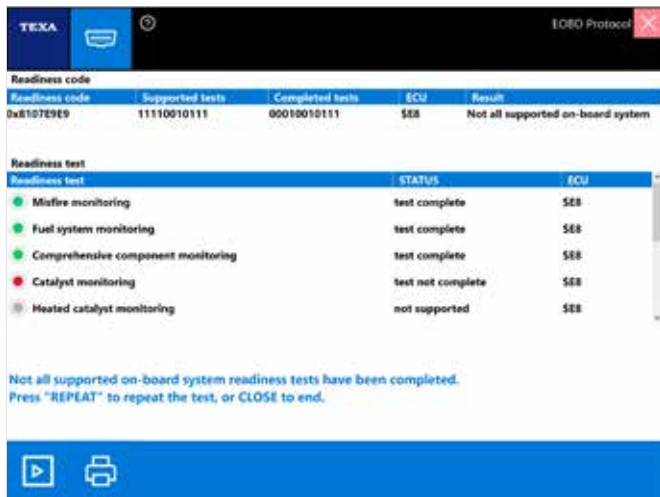 TEXA EOBD Protocol
Readiness code
Readiness code Supported tests Completed tests ECU Result
0x8107E9E9 11110010111 00010010111 $E8 Not all supported on-board system
Readiness test
Readiness test STATUS ECU
Misfire monitoring test complete $E8
Fuel system monitoring test complete $E8
Comprehensive component monitoring test complete $E8
Catalyst monitoring test not complete $E8
Heated catalyst monitoring not supported $E8
Not all supported on-board system readiness tests have been completed.
Press "REPEAT" to repeat the test, or CLOSE to end.